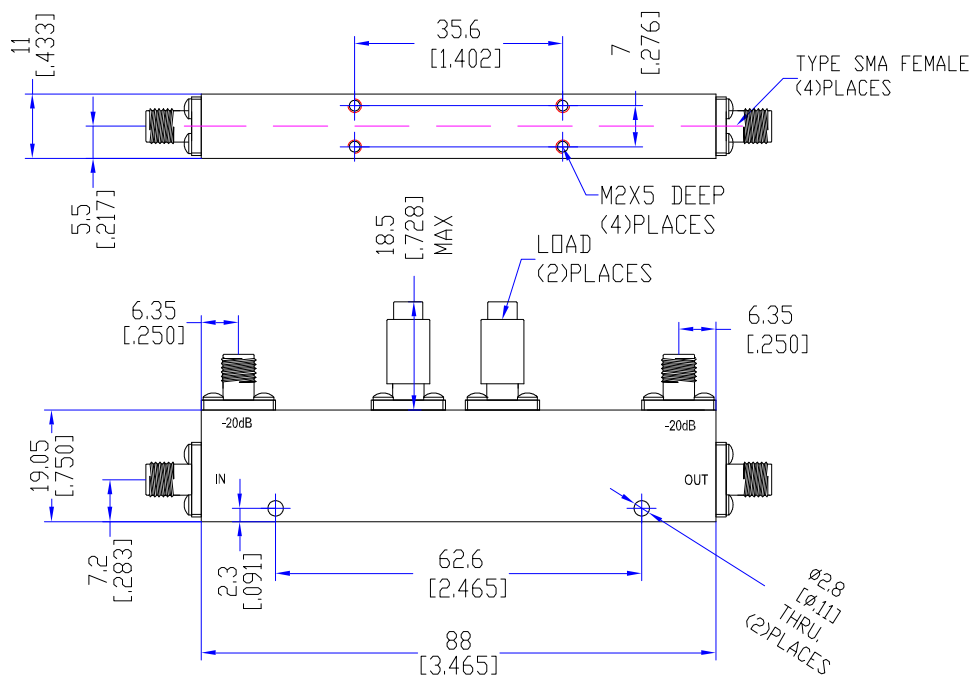 11
[.433]
35.6
[1.402]
7
[.276]
TYPE SMA FEMALE
(4)PLACES
5.5
[.217]
M2X5 DEEP
(4)PLACES
18.5
[.728]
MAX
LOAD
(2)PLACES
6.35
[.250]
6.35
[.250]
-20dB
-20dB
19.05
[.750]
IN
OUT
7.2
[.283]
2.3
[.091]
62.6
[2.465]
ø2.8
[ø.11]
THRU.
(2)PLACES
88
[3.465]